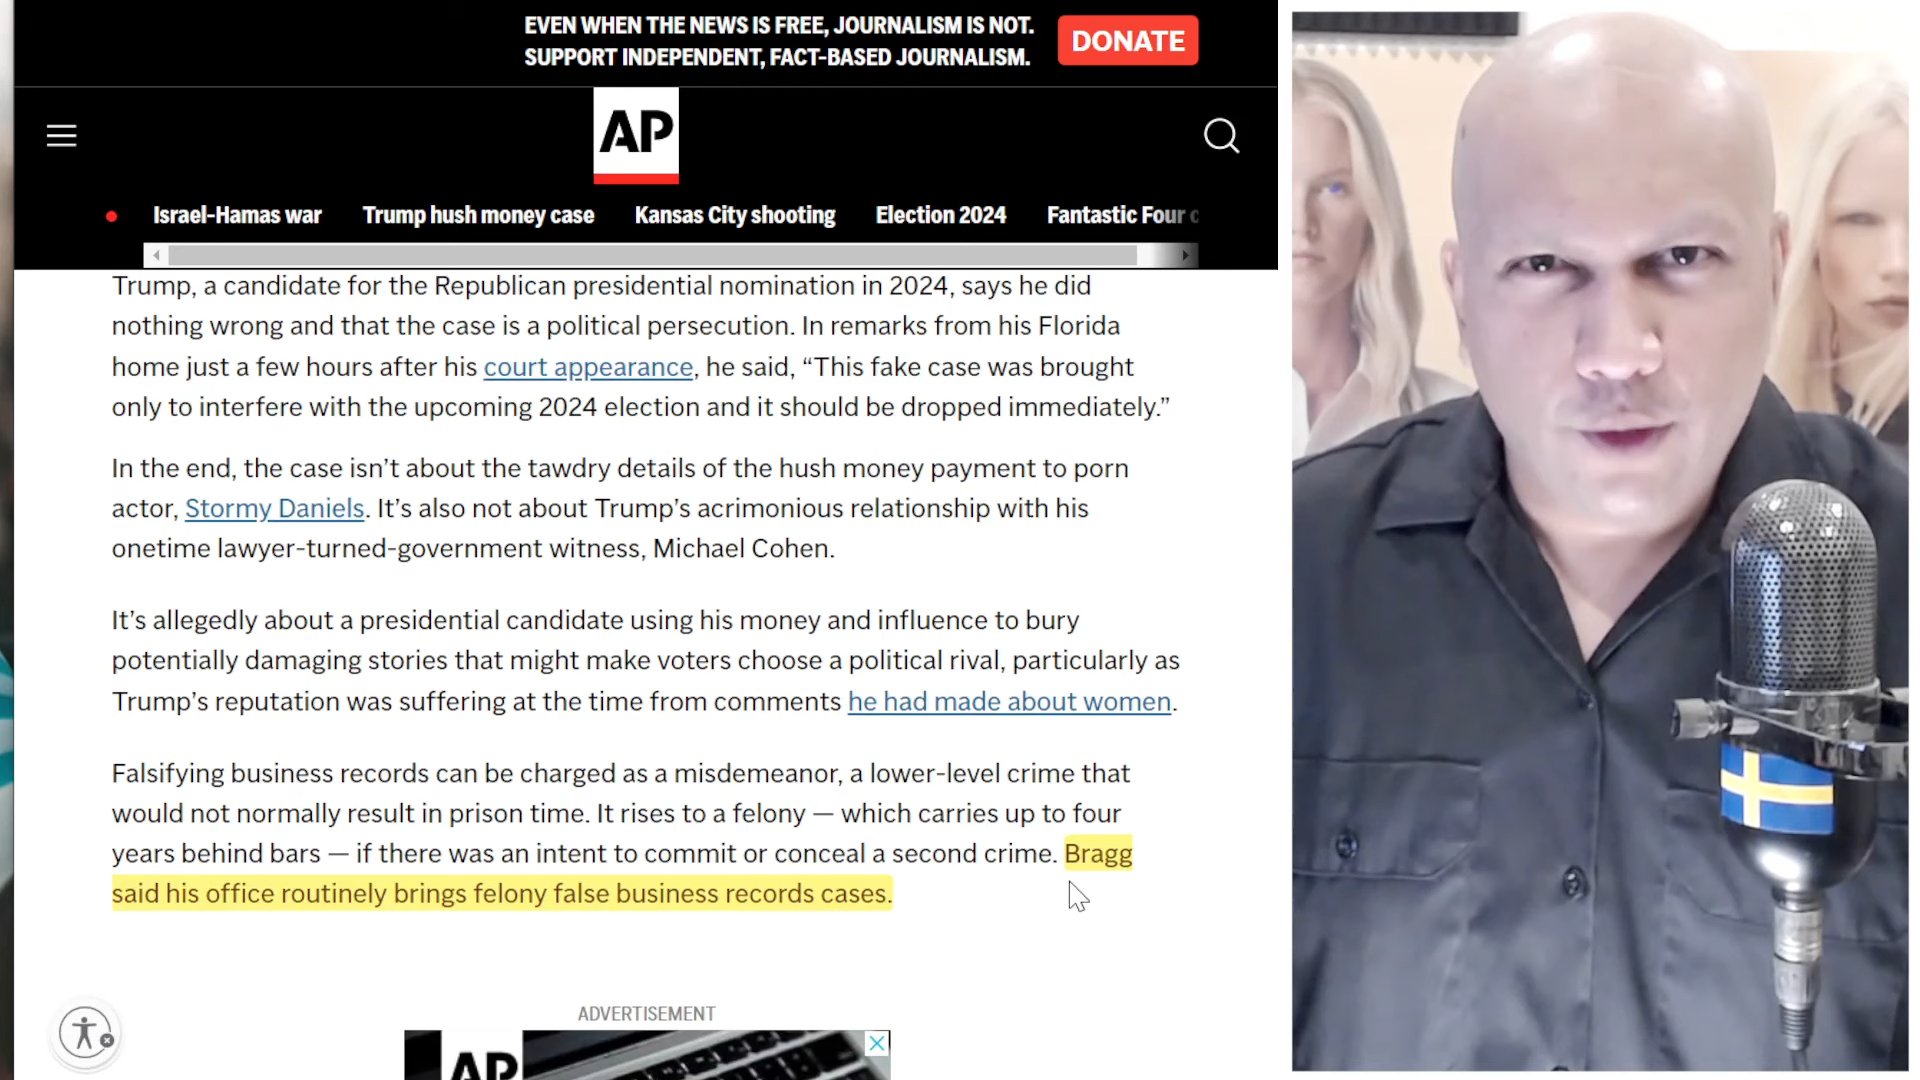 EVEN WHEN THE NEWS IS FREE, JOURNALISM IS NOT.
SUPPORT INDEPENDENT, FACT-BASED JOURNALISM.
DONATE
AP
Israel-Hamas war
Trump hush money case
Kansas City shooting
Election 2024
Fantastic Four c
Trump, a candidate for the Republican presidential nomination in 2024, says he did
nothing wrong and that the case is a political persecution. In remarks from his Florida
home just a few hours after his court appearance, he said, “This fake case was brought
only to interfere with the upcoming 2024 election and it should be dropped immediately.”
In the end, the case isn’t about the tawdry details of the hush money payment to porn
actor, Stormy Daniels. It’s also not about Trump’s acrimonious relationship with his
onetime lawyer-turned-government witness, Michael Cohen.
It’s allegedly about a presidential candidate using his money and influence to bury
potentially damaging stories that might make voters choose a political rival, particularly as
Trump’s reputation was suffering at the time from comments he had made about women.
Falsifying business records can be charged as a misdemeanor, a lower-level crime that
would not normally result in prison time. It rises to a felony — which carries up to four
years behind bars — if there was an intent to commit or conceal a second crime. Bragg
said his office routinely brings felony false business records cases.
ADVERTISEMENT
AP